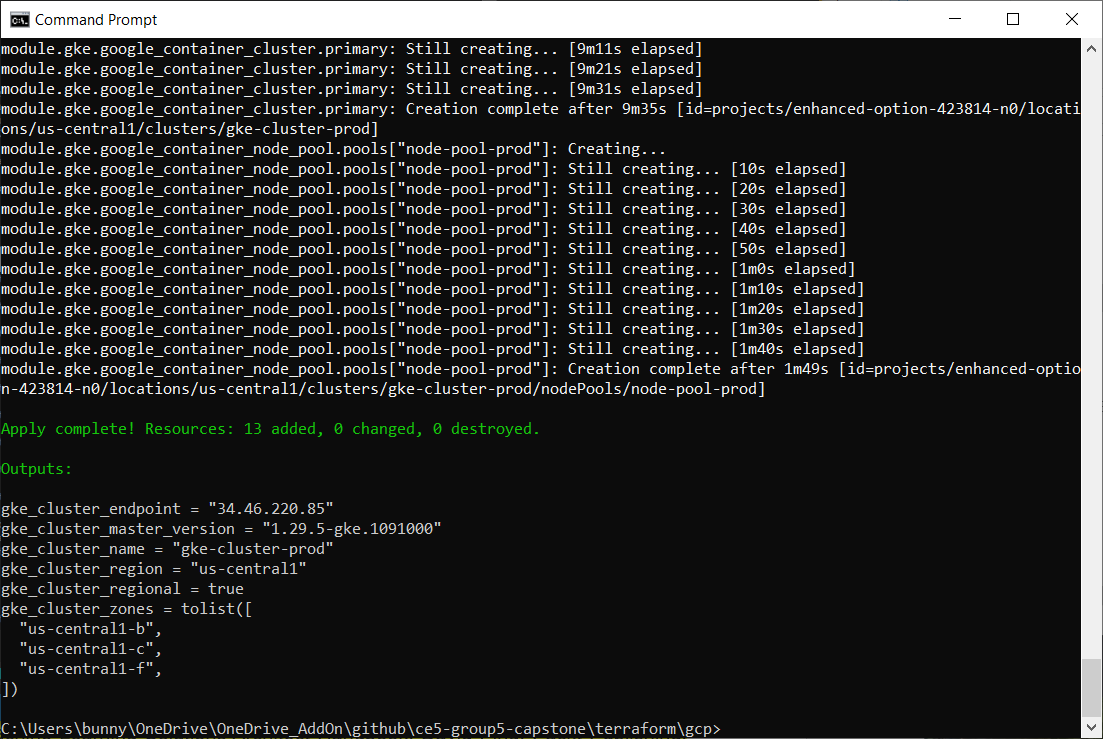 Command Prompt
module.gke.google_container_cluster.primary: Still creating... [9m11s elapsed]
module.gke.google_container_cluster.primary: Still creating... [9m21s elapsed]
module.gke.google_container_cluster.primary: Still creating... [9m31s elapsed]
module.gke.google_container_cluster.primary: Creation complete after 9m35s [id=projects/enhanced-option-423814-n0/locati
ons/us-central1/clusters/gke-cluster-prod]
module.gke.google_container_node_pool.pools["node-pool-prod"]: Creating...
module.gke.google_container_node_pool.pools["node-pool-prod"]: Still creating... [10s elapsed]
module.gke.google_container_node_pool.pools["node-pool-prod"]: Still creating... [20s elapsed]
module.gke.google_container_node_pool.pools["node-pool-prod"]: Still creating... [30s elapsed]
module.gke.google_container_node_pool.pools["node-pool-prod"]: Still creating... [40s elapsed]
module.gke.google_container_node_pool.pools["node-pool-prod"]: Still creating... [50s elapsed]
module.gke.google_container_node_pool.pools["node-pool-prod"]: Still creating... [1m0s elapsed]
module.gke.google_container_node_pool.pools["node-pool-prod"]: Still creating... [1m10s elapsed]
module.gke.google_container_node_pool.pools["node-pool-prod"]: Still creating... [1m20s elapsed]
module.gke.google_container_node_pool.pools["node-pool-prod"]: Still creating... [1m30s elapsed]
module.gke.google_container_node_pool.pools["node-pool-prod"]: Still creating... [1m40s elapsed]
module.gke.google_container_node_pool.pools["node-pool-prod"]: Creation complete after 1m49s [id=projects/enhanced-optio
n-423814-n0/locations/us-central1/clusters/gke-cluster-prod/nodePools/node-pool-prod]
Apply complete! Resources: 13 added, 0 changed, 0 destroyed.
Outputs:
gke_cluster_endpoint = "34.46.220.85"
gke_cluster_master_version = "1.29.5-gke.1091000"
gke_cluster_name = "gke-cluster-prod"
gke_cluster_region = "us-central1"
gke_cluster_regional = true
gke_cluster_zones = tolist([
  "us-central1-b",
  "us-central1-c",
  "us-central1-f",
])
C:\Users\bunny\OneDrive\OneDrive_AddOn\github\ce5-group5-capstone\terraform\gcp>